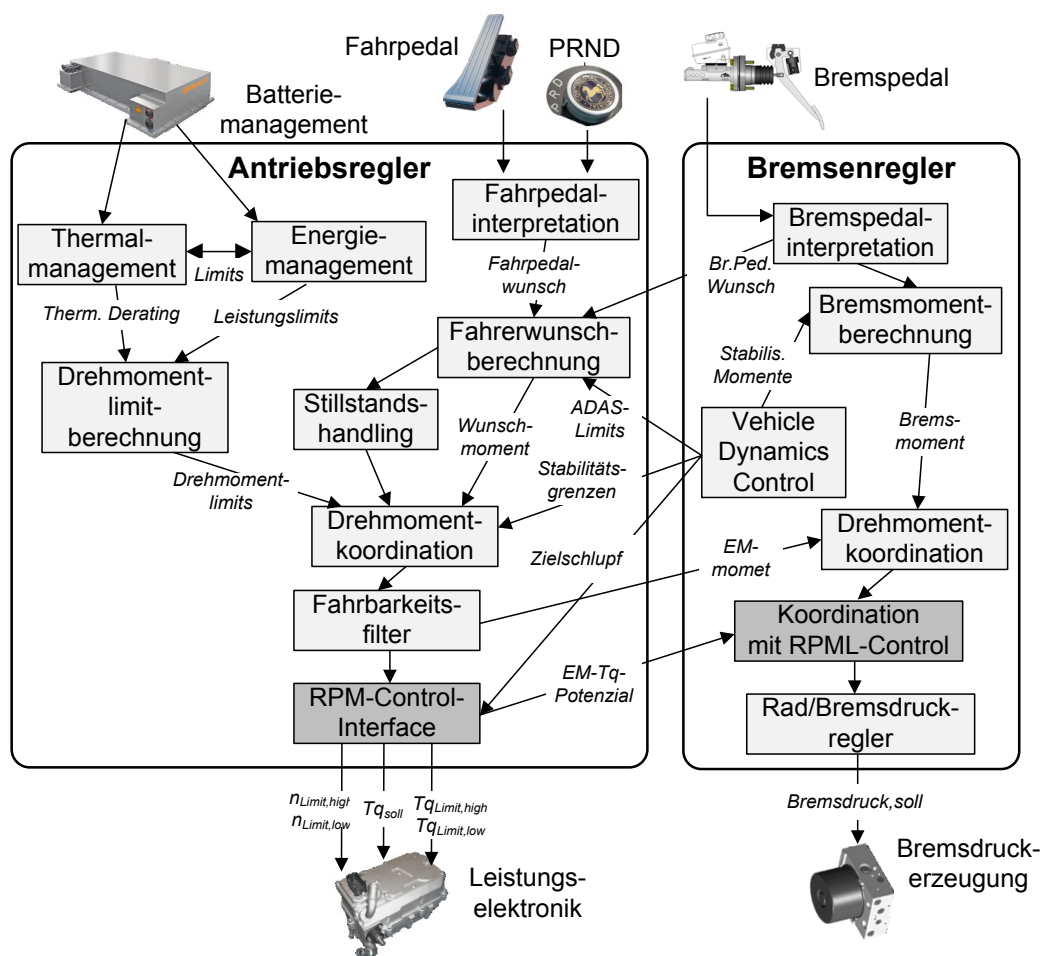 Fahrpedal
PRND
Bremspedal
Batterie-
management
P R D
Antriebsregler
Bremsenregler
Fahrpedal-
interpretation
Bremspedal-
interpretation
Thermal-
management
Limits
Energie-
management
Fahrpedal-
wunsch
Br.Ped.
Wunsch
Bremsmoment-
berechnung
Therm. Derating
Leistungslimits
Fahrerwunsch-
berechnung
Stabilis.
Momente
Drehmoment-
limit-
berechnung
Stillstands-
handling
Wunsch-
moment
ADAS-
Limits
Vehicle
Dynamics
Control
Brems-
moment
Drehmoment-
limits
Stabilitäts-
grenzen
Drehmoment-
koordination
Zielschlupf
EM-
momet
Drehmoment-
koordination
Fahrbarkeits-
filter
Koordination
mit RPML-Control
RPM-Control-
Interface
EM-Tq-
Potenzial
Rad/Bremsdruck-
regler
nLimit,high
nLimit,low
Tqsoll
TqLimit,high
TqLimit,low
Bremsdruck,soll
Leistungs-
elektronik
Bremsdruck-
erzeugung